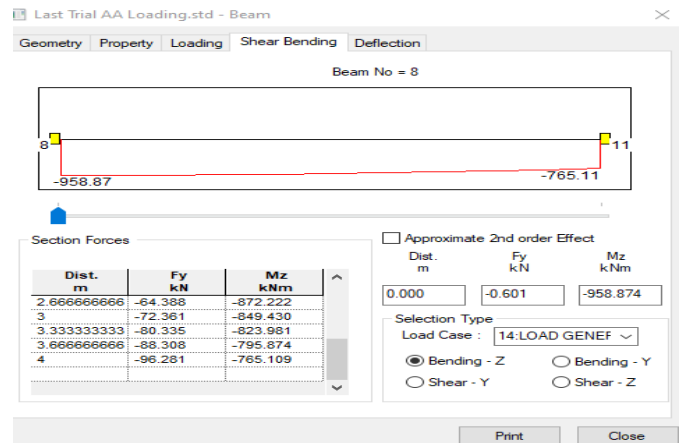 Last Trial AA Loading.std - Beam
Geometry Property Loading Shear Bending Deflection
Beam No = 8
8 11
-958.87 -765.11
Section Forces
Dist. Fy Mz
m kN kNm
2.666666666 -64.388 -872.222
3 -72.361 -849.430
3.333333333 -80.335 -823.981
3.666666666 -88.308 -795.874
4 -96.281 -765.109
Approximate 2nd order Effect
Dist. Fy Mz
m kN kNm
0.000 -0.601 -958.874
Selection Type
Load Case : 14:LOAD GENEF
Bending - Z Bending - Y
Shear - Y Shear - Z
Print Close